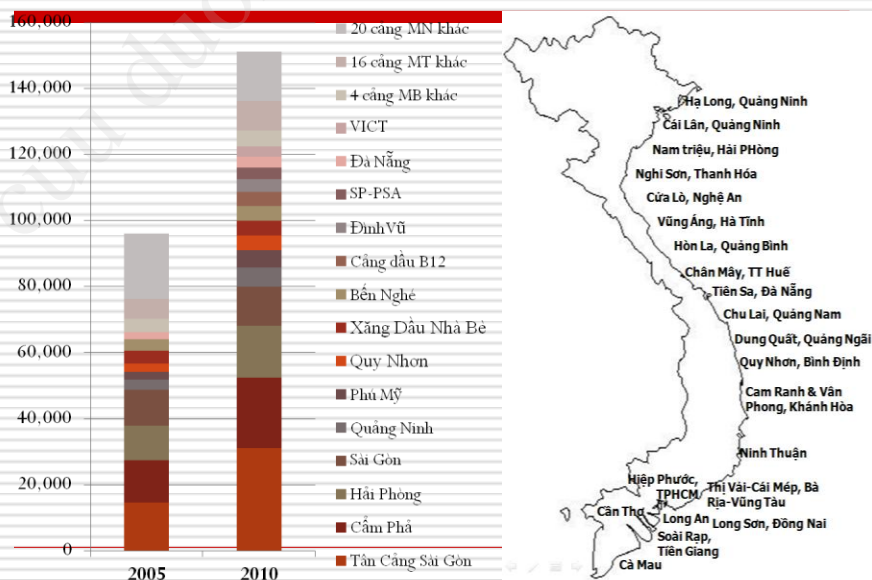 cuu duo
160,000
140,000
120,000
100,000
80,000
60,000
40,000
20,000
0
2005 2010
20 cảng MN khác
16 cảng MT khác
4 cảng MB khác
VICT
Đà Nẵng
SP-PSA
Đình Vũ
Cảng dầu B12
Bến Nghé
Xăng Dầu Nhà Bè
Quy Nhơn
Phú Mỹ
Quảng Ninh
Sài Gòn
Hải Phòng
Cẩm Phả
Tân Cảng Sài Gòn
Hạ Long, Quảng Ninh
Cái Lân, Quảng Ninh
Nam triệu, Hải PHòng
Nghi Sơn, Thanh Hóa
Cửa Lò, Nghệ An
Vũng Áng, Hà Tĩnh
Hòn La, Quảng Bình
Chân Mây, TT Huế
Tiên Sa, Đà Nẵng
Chu Lai, Quảng Nam
Dung Quất, Quảng Ngãi
Quy Nhơn, Bình Định
Cam Ranh & Vân
Phong, Khánh Hòa
Ninh Thuận
Hiệp Phước,
TPHCM
Thị Vải-Cái Mép, Bà
Rịa-Vũng Tàu
Cần Thơ
Long An
Long Sơn, Đồng Nai
Soài Rạp,
Tiên Giang
Cà Mau